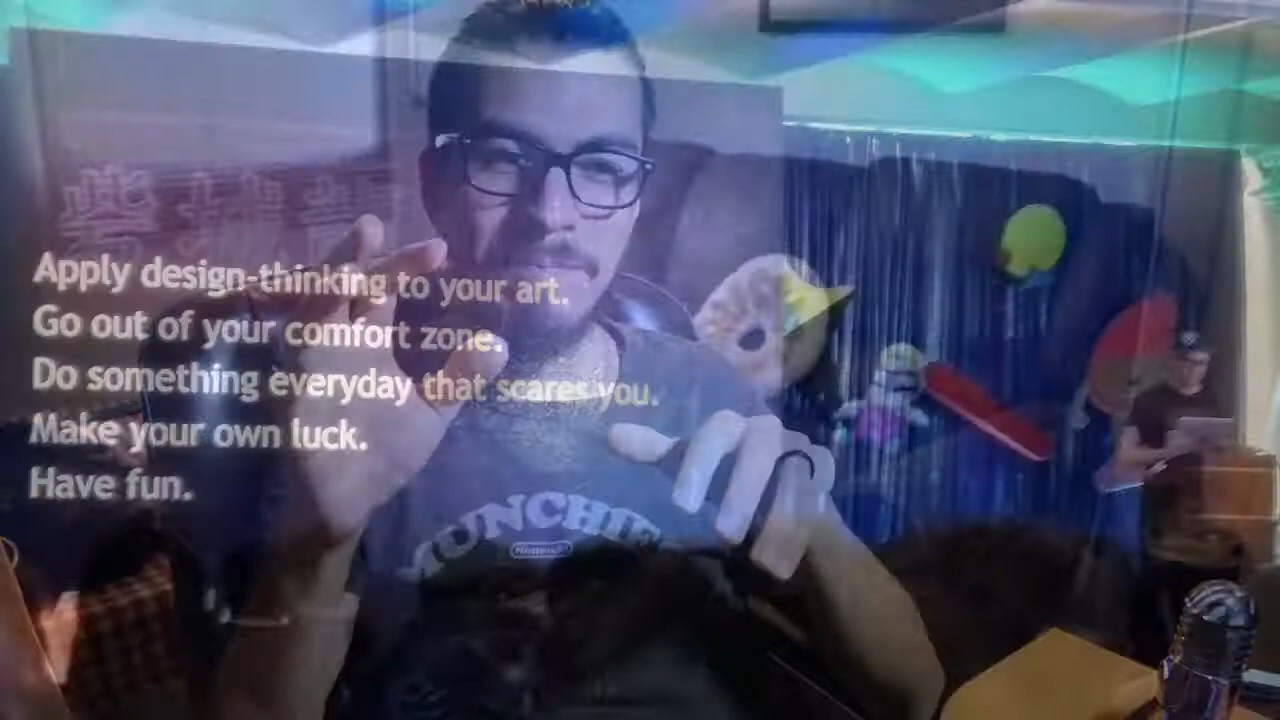 Apply design-thinking to your art.
Go out of your comfort zone.
Do something everyday that scares you.
Make your own luck.
Have fun.
Nintendo